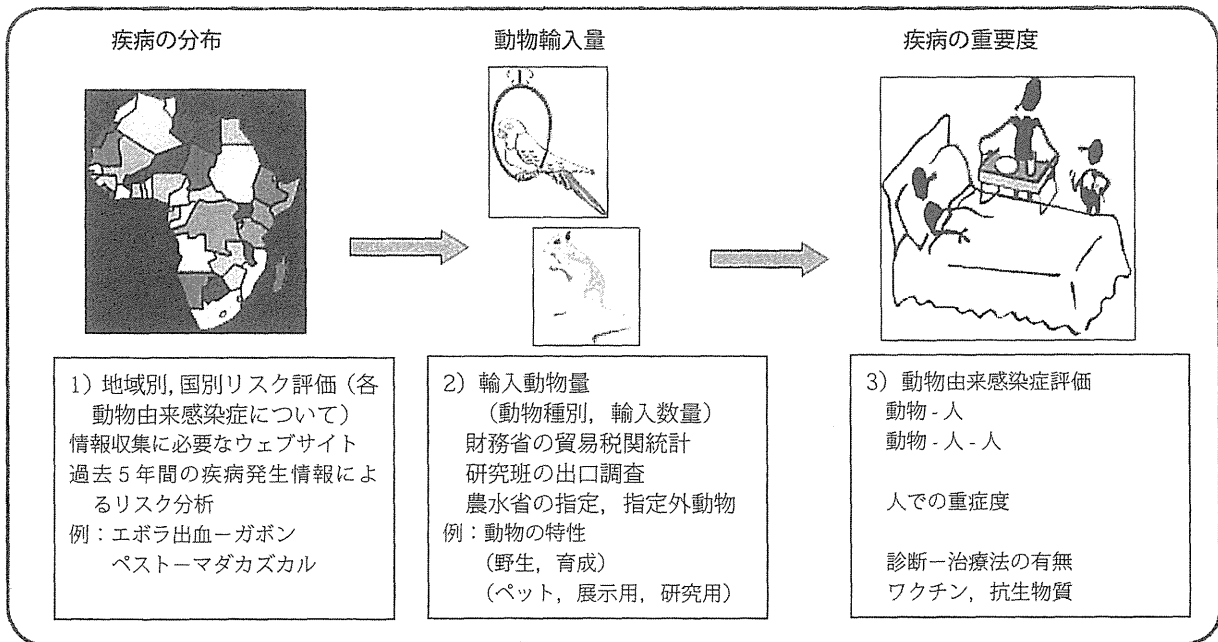 疾病の分布
動物輸入量
疾病の重要度
1) 地域別, 国別リスク評価 (各
動物由来感染症について)
情報収集に必要なウェブサイト
過去5年間の疾病発生情報によ
るリスク分析
例：エボラ出血ーガボン
ペストーマダカズカル
2) 輸入動物量
(動物種別, 輸入数量)
財務省の貿易税関統計
研究班の出口調査
農水省の指定, 指定外動物
例：動物の特性
(野生, 育成)
(ペット, 展示用, 研究用)
3) 動物由来感染症評価
動物 - 人
動物 - 人 - 人
人での重症度
診断ー治療法の有無
ワクチン, 抗生物質